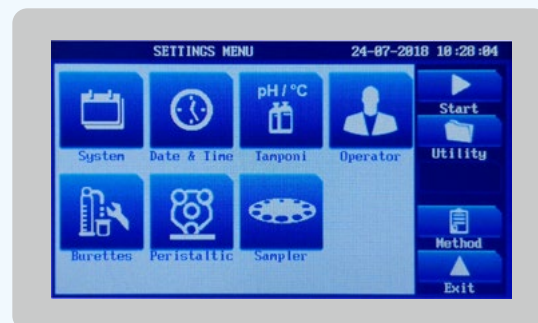 SETTINGS MENU 24-07-2018 10:28:04
pH/°C
System Date & Time Tamponi Operator
Burettes Peristaltic Sampler
Start
Utility
Method
Exit